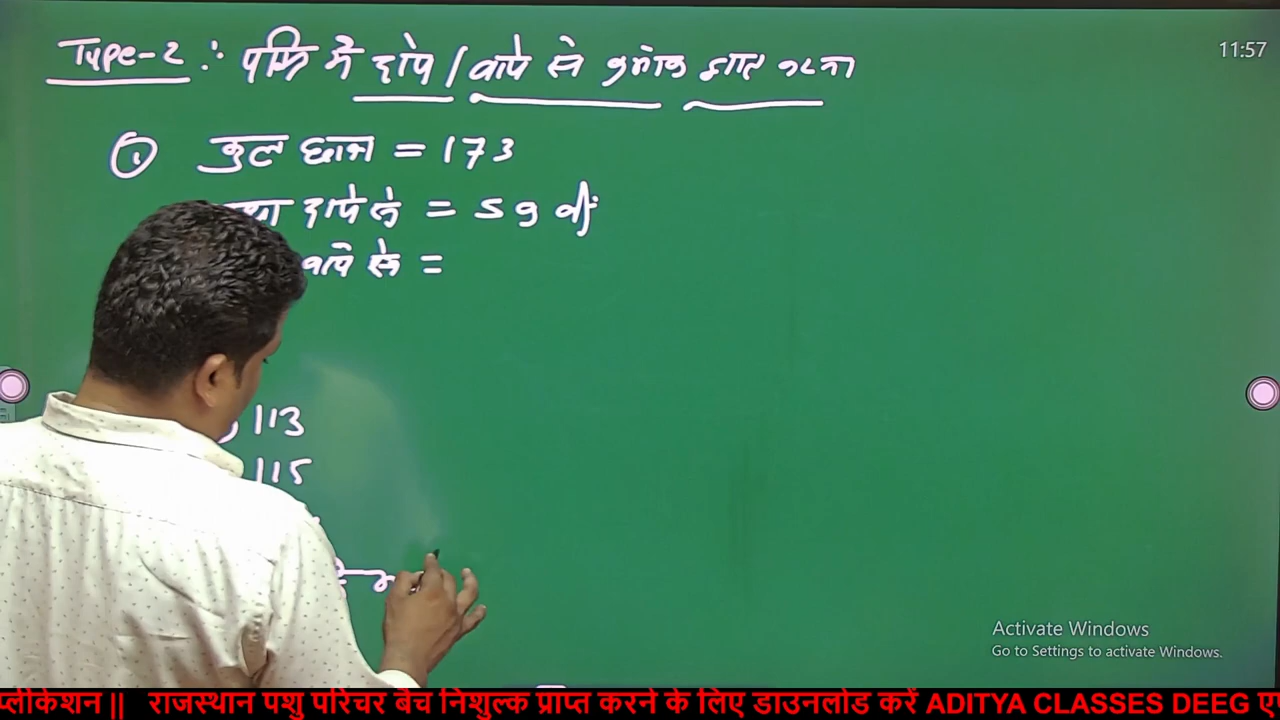 Type-2 :- पंक्ति में दाये / बाये से क्रमांक ज्ञात करना
11:57
① कुल छात्र = 173
दाये से = 59 वाँ
बाये से =
113
115
Activate Windows
Go to Settings to activate Windows.
प्लीकेशन || राजस्थान पशु परिचर बैच निशुल्क प्राप्त करने के लिए डाउनलोड करें ADITYA CLASSES DEEG ए